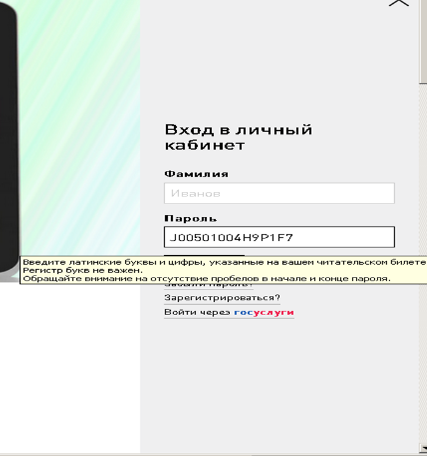 Вход в личный
кабинет
Фамилия
Иванов
Пароль
J00501004H9P1F7
Введите латинские буквы и цифры, указанные на вашем читательском билете
Регистр букв не важен.
Обращайте внимание на отсутствие пробелов в начале и конце пароля.
Забыли пароль?
Зарегистрироваться?
Войти через госуслуги